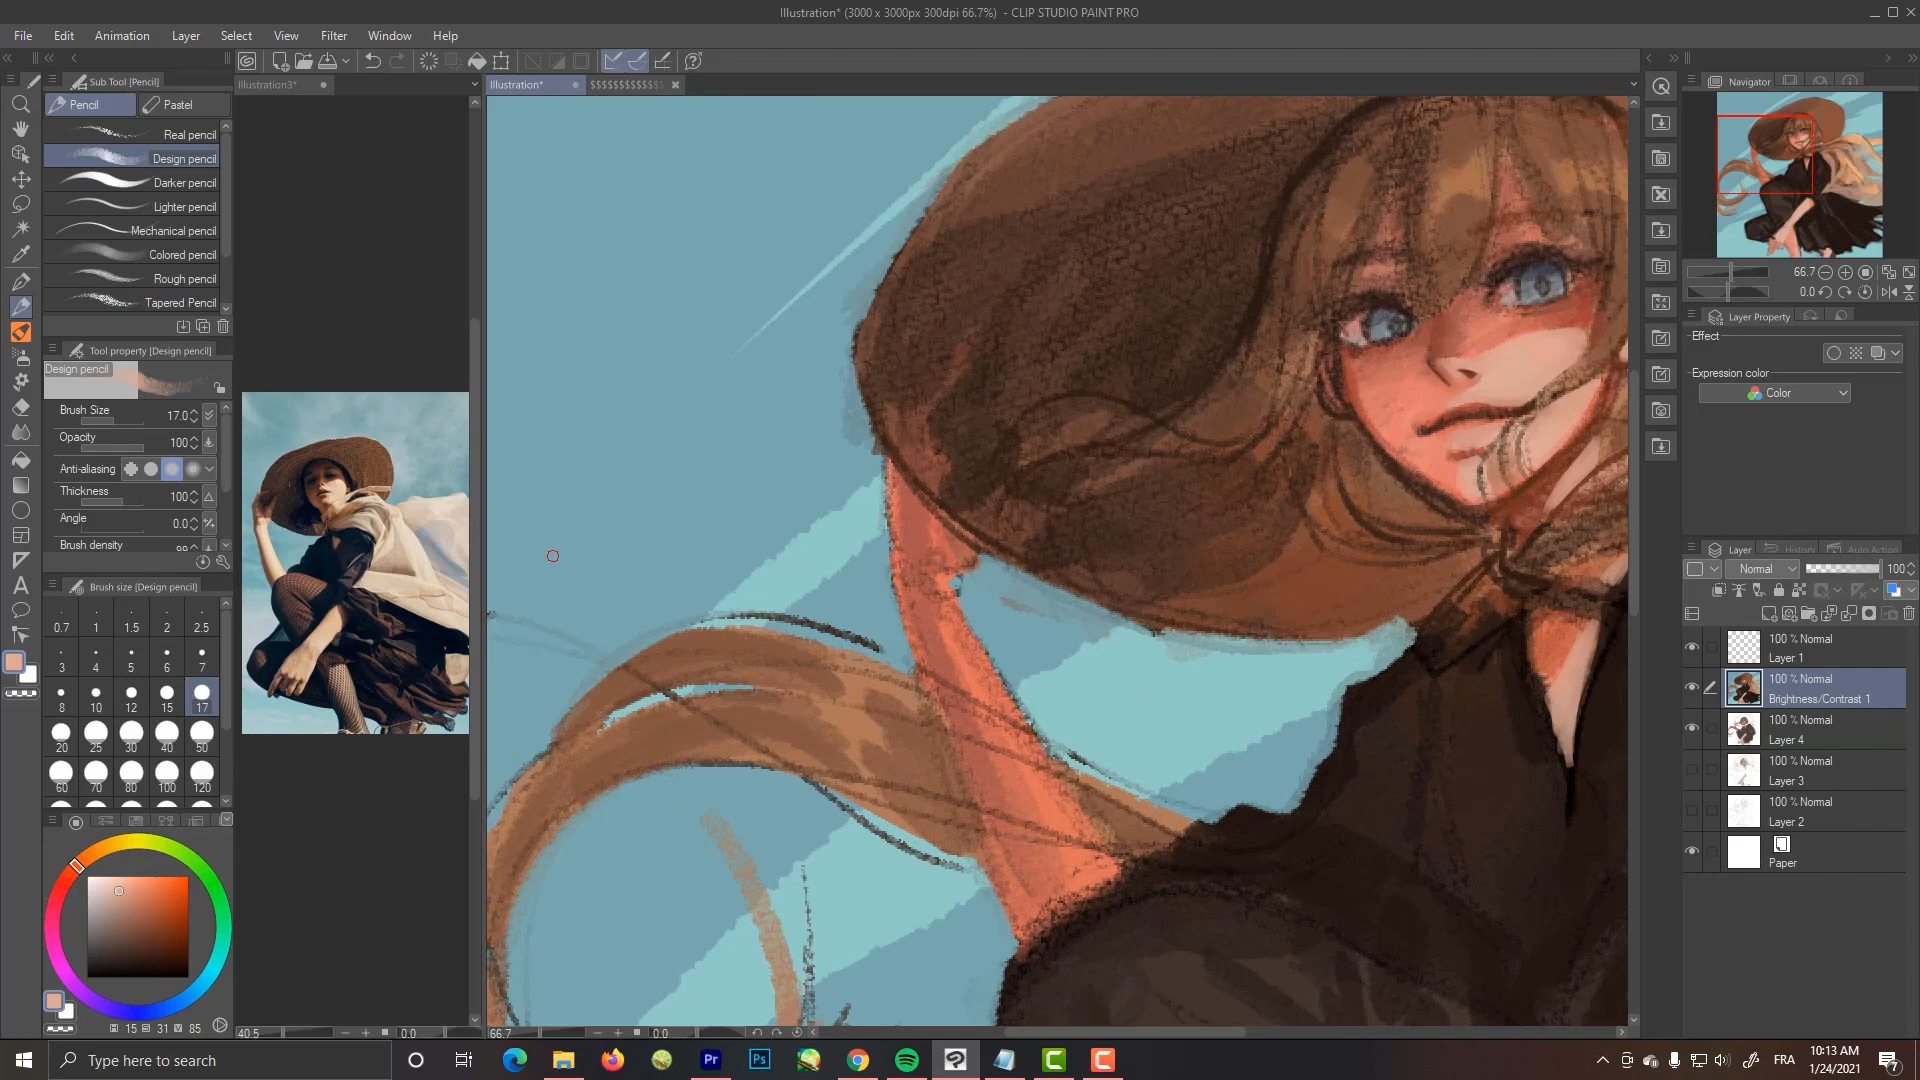 Illustration* (3000 x 3000px 300dpi 66.7%) - CLIP STUDIO PAINT PRO
File Edit Animation Layer Select View Filter Window Help
Sub Tool [Pencil]
Pencil Pastel
Real pencil
Design pencil
Darker pencil
Lighter pencil
Mechanical pencil
Colored pencil
Rough pencil
Tapered Pencil
Tool property [Design pencil]
Design pencil
Brush Size 17.0
Opacity 100
Anti-aliasing
Thickness 100
Angle 0.0
Brush density 99
Brush size [Design pencil]
0.7 1 1.5 2 2.5
3 4 5 6 7
8 10 12 15 17
20 25 30 40 50
60 70 80 100 120
H 15 S 31 V 85
Illustration3*
40.5 0.0
Illustration*
66.7 0.0
Navigator
66.7
0.0
Layer Property
Effect
Expression color
Color
Layer History Auto Action
Normal 100
100 % Normal
Layer 1
100 % Normal
Brightness/Contrast 1
100 % Normal
Layer 4
100 % Normal
Layer 3
100 % Normal
Layer 2
Paper
Type here to search
Pr Ps
FRA
10:13 AM
1/24/2021
7